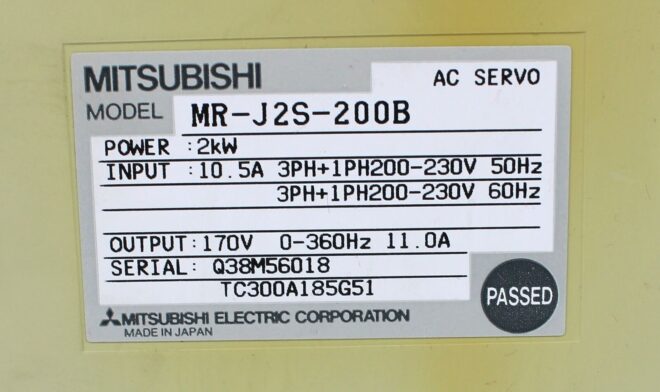 MITSUBISHI AC SERVO
MODEL MR-J2S-200B
POWER :2kW
INPUT :10.5A 3PH+1PH200-230V 50Hz
3PH+1PH200-230V 60Hz
OUTPUT:170V 0-360Hz 11.0A
SERIAL: Q38M56018
TC300A185G51
PASSED
MITSUBISHI ELECTRIC CORPORATION
MADE IN JAPAN